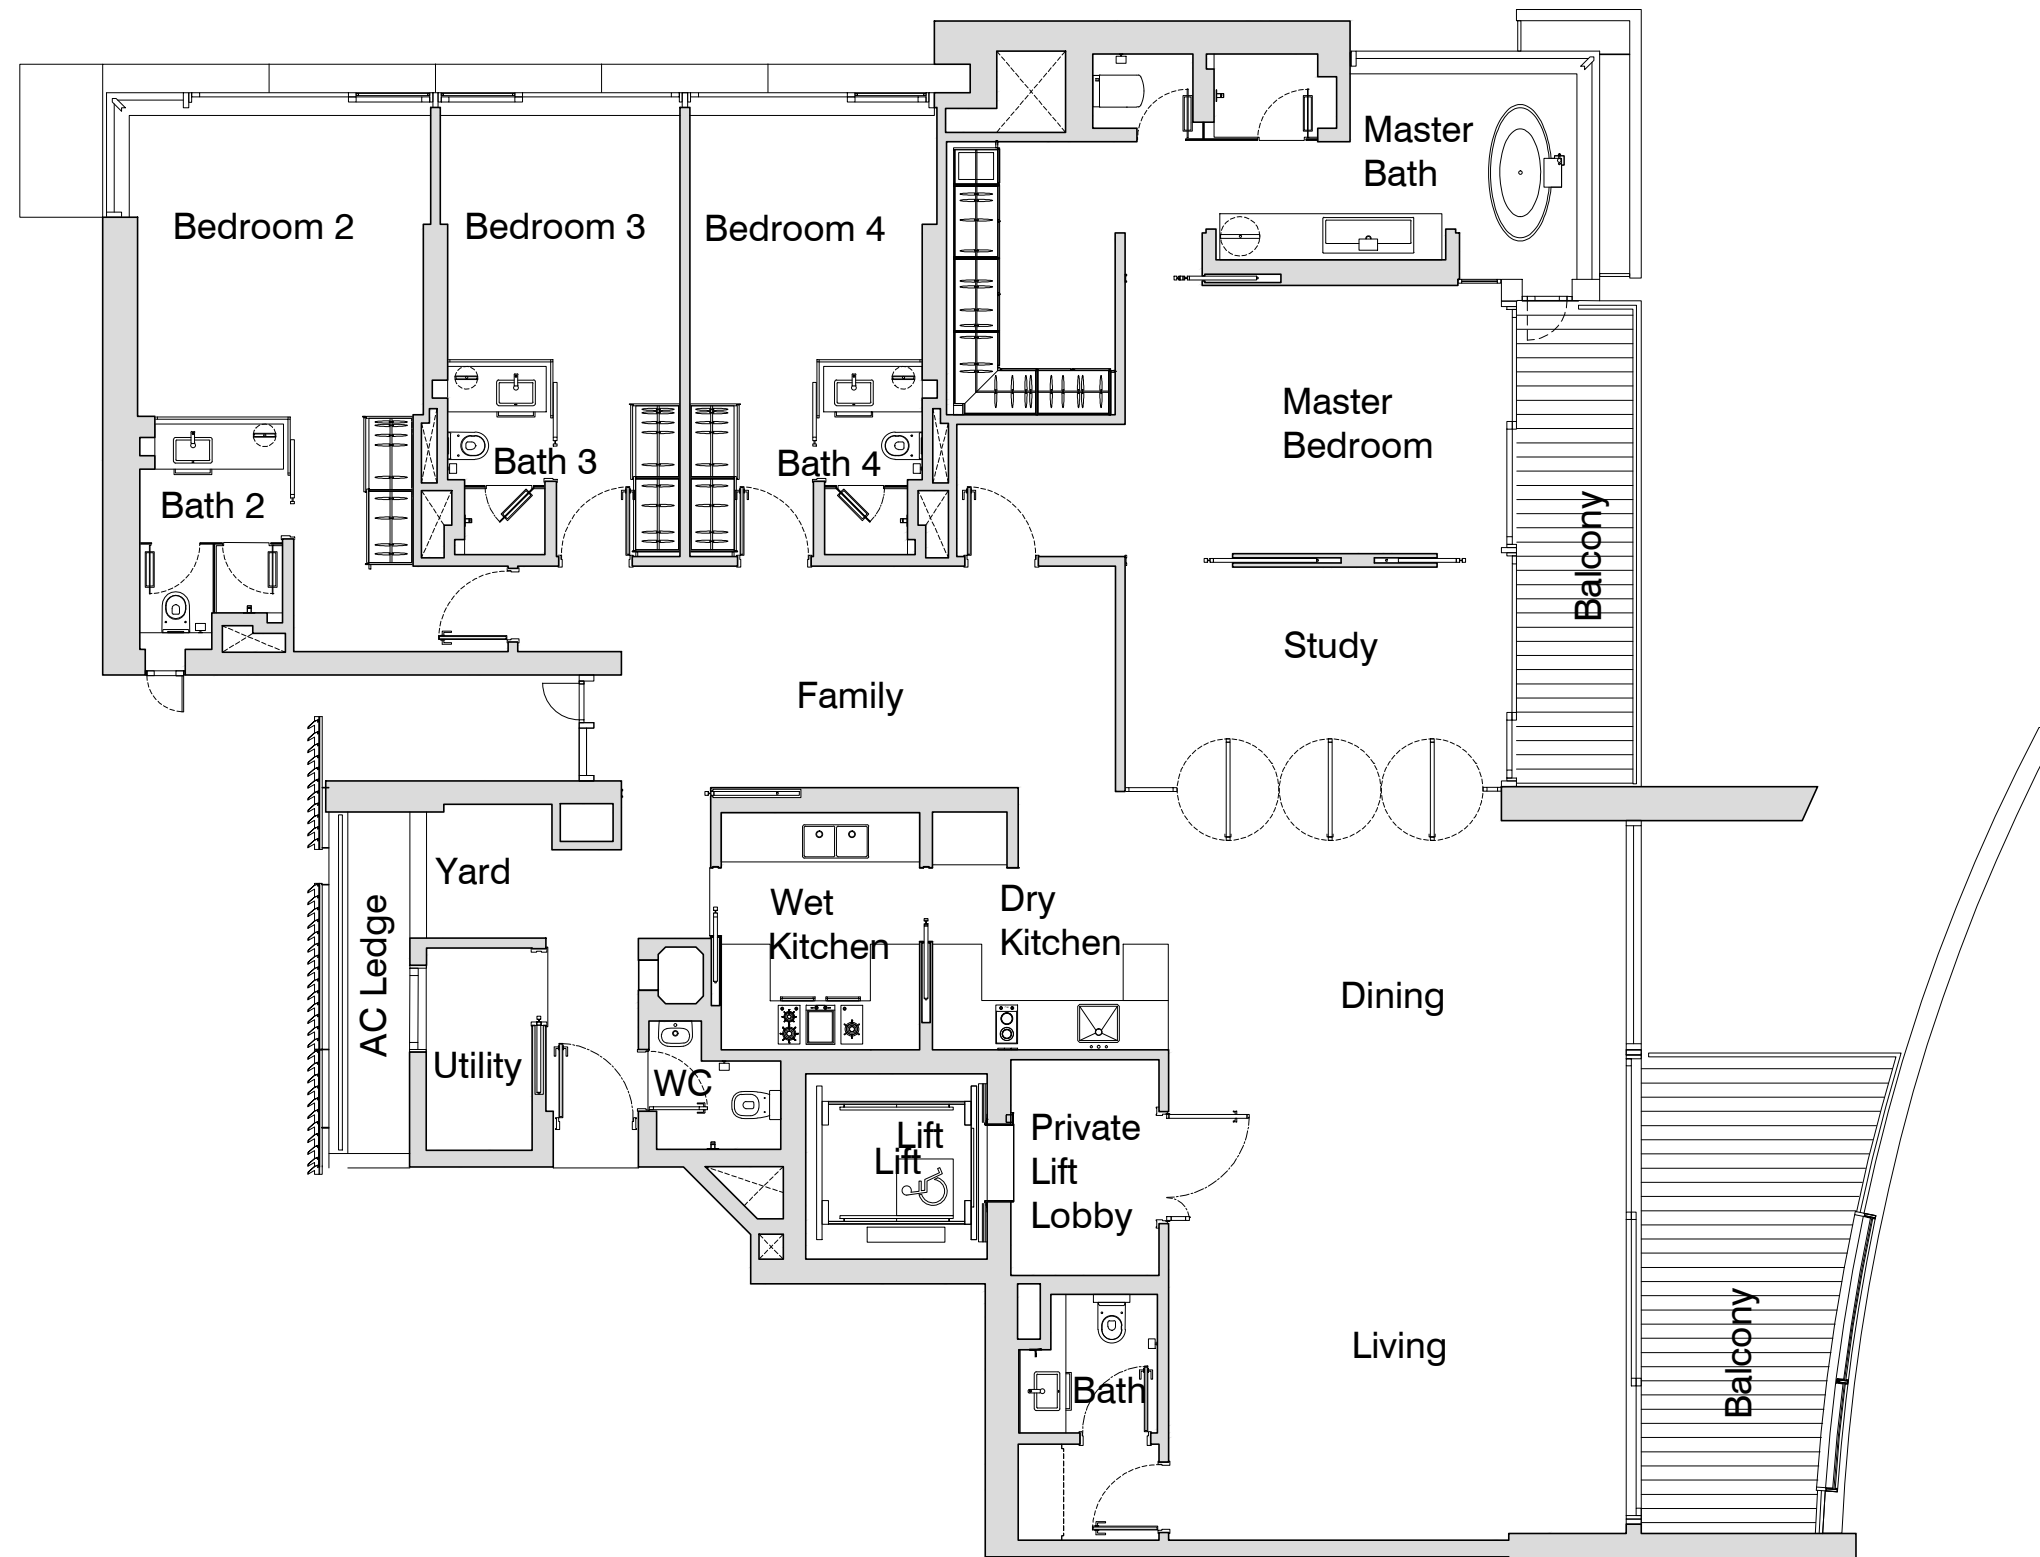 Master
Bath
Bedroom 2
Bedroom 3
Bedroom 4
Master
Bedroom
Bath 3
Bath 4
Bath 2
Balcony
Study
Family
Yard
Wet
Kitchen
Dry
Kitchen
AC Ledge
Dining
Utility
WC
Lift
Lift
Private
Lift
Lobby
Living
Balcony
Bath